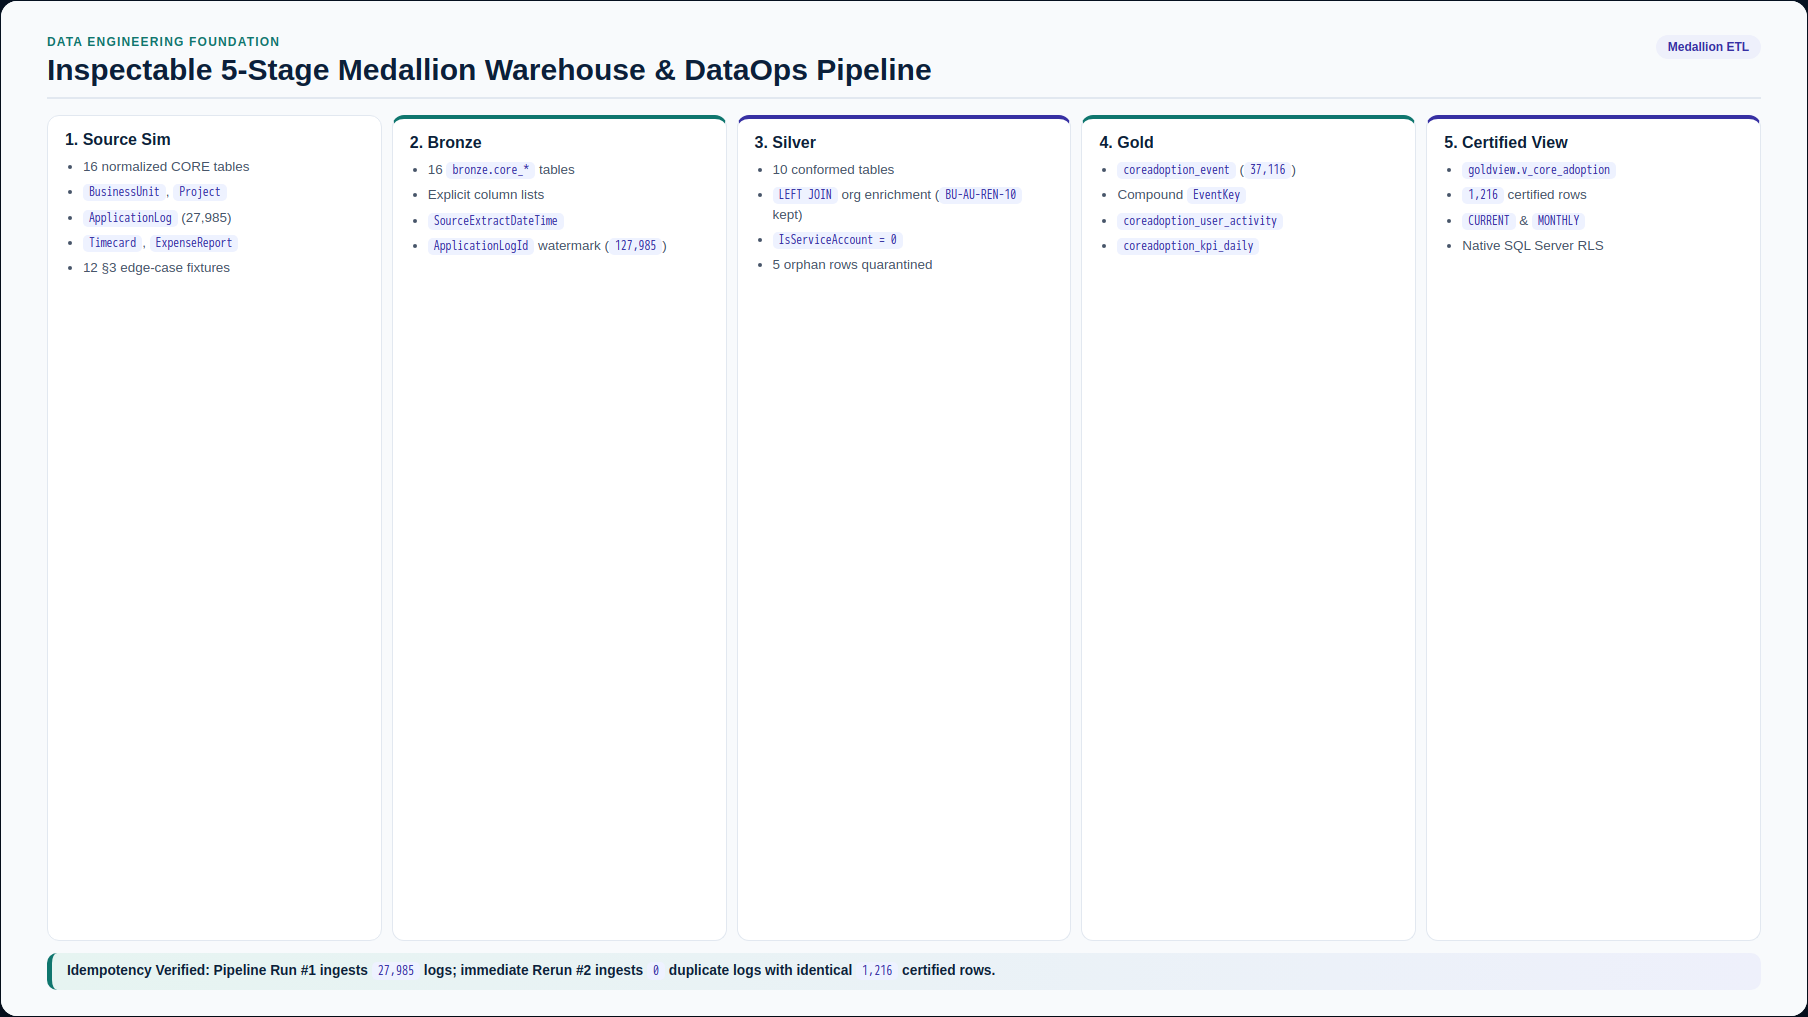 DATA ENGINEERING FOUNDATION
Inspectable 5-Stage Medallion Warehouse & DataOps Pipeline
Medallion ETL
1. Source Sim
• 16 normalized CORE tables
• BusinessUnit, Project
• ApplicationLog (27,985)
• Timecard, ExpenseReport
• 12 §3 edge-case fixtures
2. Bronze
• 16 bronze.core_* tables
• Explicit column lists
• SourceExtractDateTime
• ApplicationLogId watermark (127,985)
3. Silver
• 10 conformed tables
• LEFT JOIN org enrichment (BU-AU-REN-10
kept)
• IsServiceAccount = 0
• 5 orphan rows quarantined
4. Gold
• coreadoption_event (37,116)
• Compound EventKey
• coreadoption_user_activity
• coreadoption_kpi_daily
5. Certified View
• goldview.v_core_adoption
• 1,216 certified rows
• CURRENT & MONTHLY
• Native SQL Server RLS
Idempotency Verified: Pipeline Run #1 ingests 27,985 logs; immediate Rerun #2 ingests 0 duplicate logs with identical 1,216 certified rows.